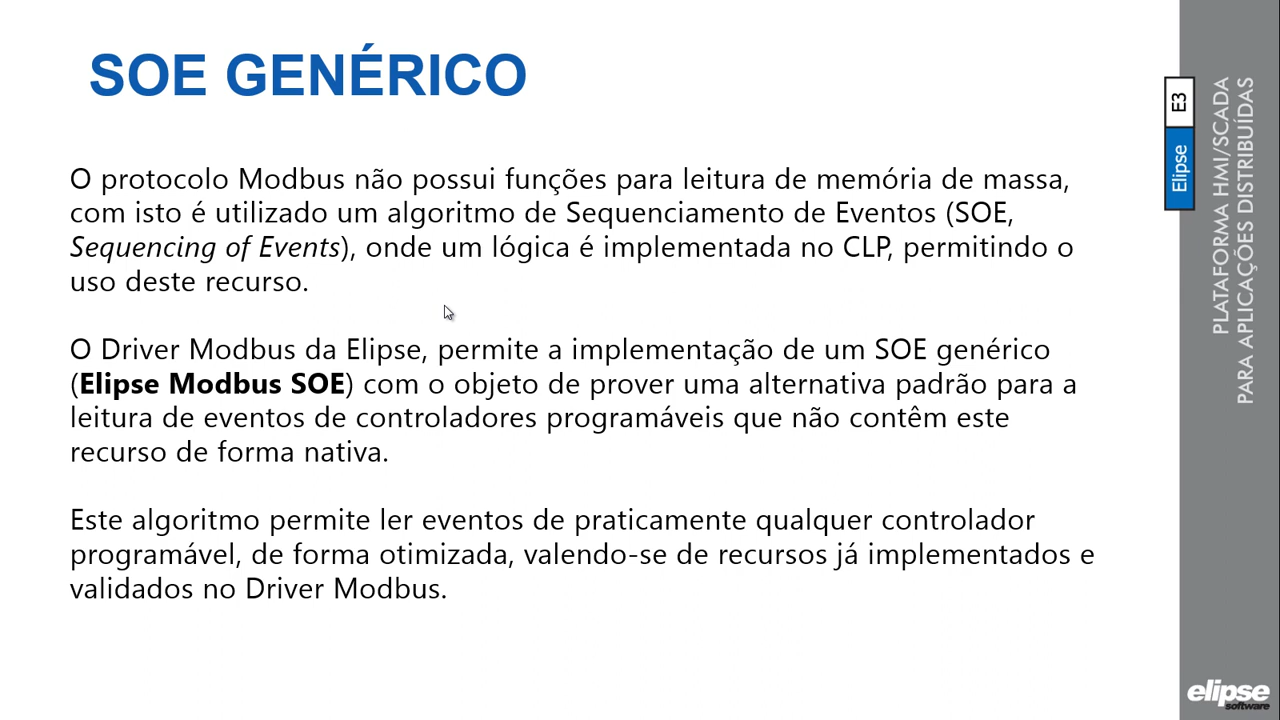 SOE GENÉRICO
O protocolo Modbus não possui funções para leitura de memória de massa,
com isto é utilizado um algoritmo de Sequenciamento de Eventos (SOE,
Sequencing of Events), onde um lógica é implementada no CLP, permitindo o
uso deste recurso.
O Driver Modbus da Elipse, permite a implementação de um SOE genérico
(Elipse Modbus SOE) com o objeto de prover uma alternativa padrão para a
leitura de eventos de controladores programáveis que não contêm este
recurso de forma nativa.
Este algoritmo permite ler eventos de praticamente qualquer controlador
programável, de forma otimizada, valendo-se de recursos já implementados e
validados no Driver Modbus.
Elipse E3
PLATAFORMA HMI/SCADA
PARA APLICAÇÕES DISTRIBUÍDAS
elipse
software